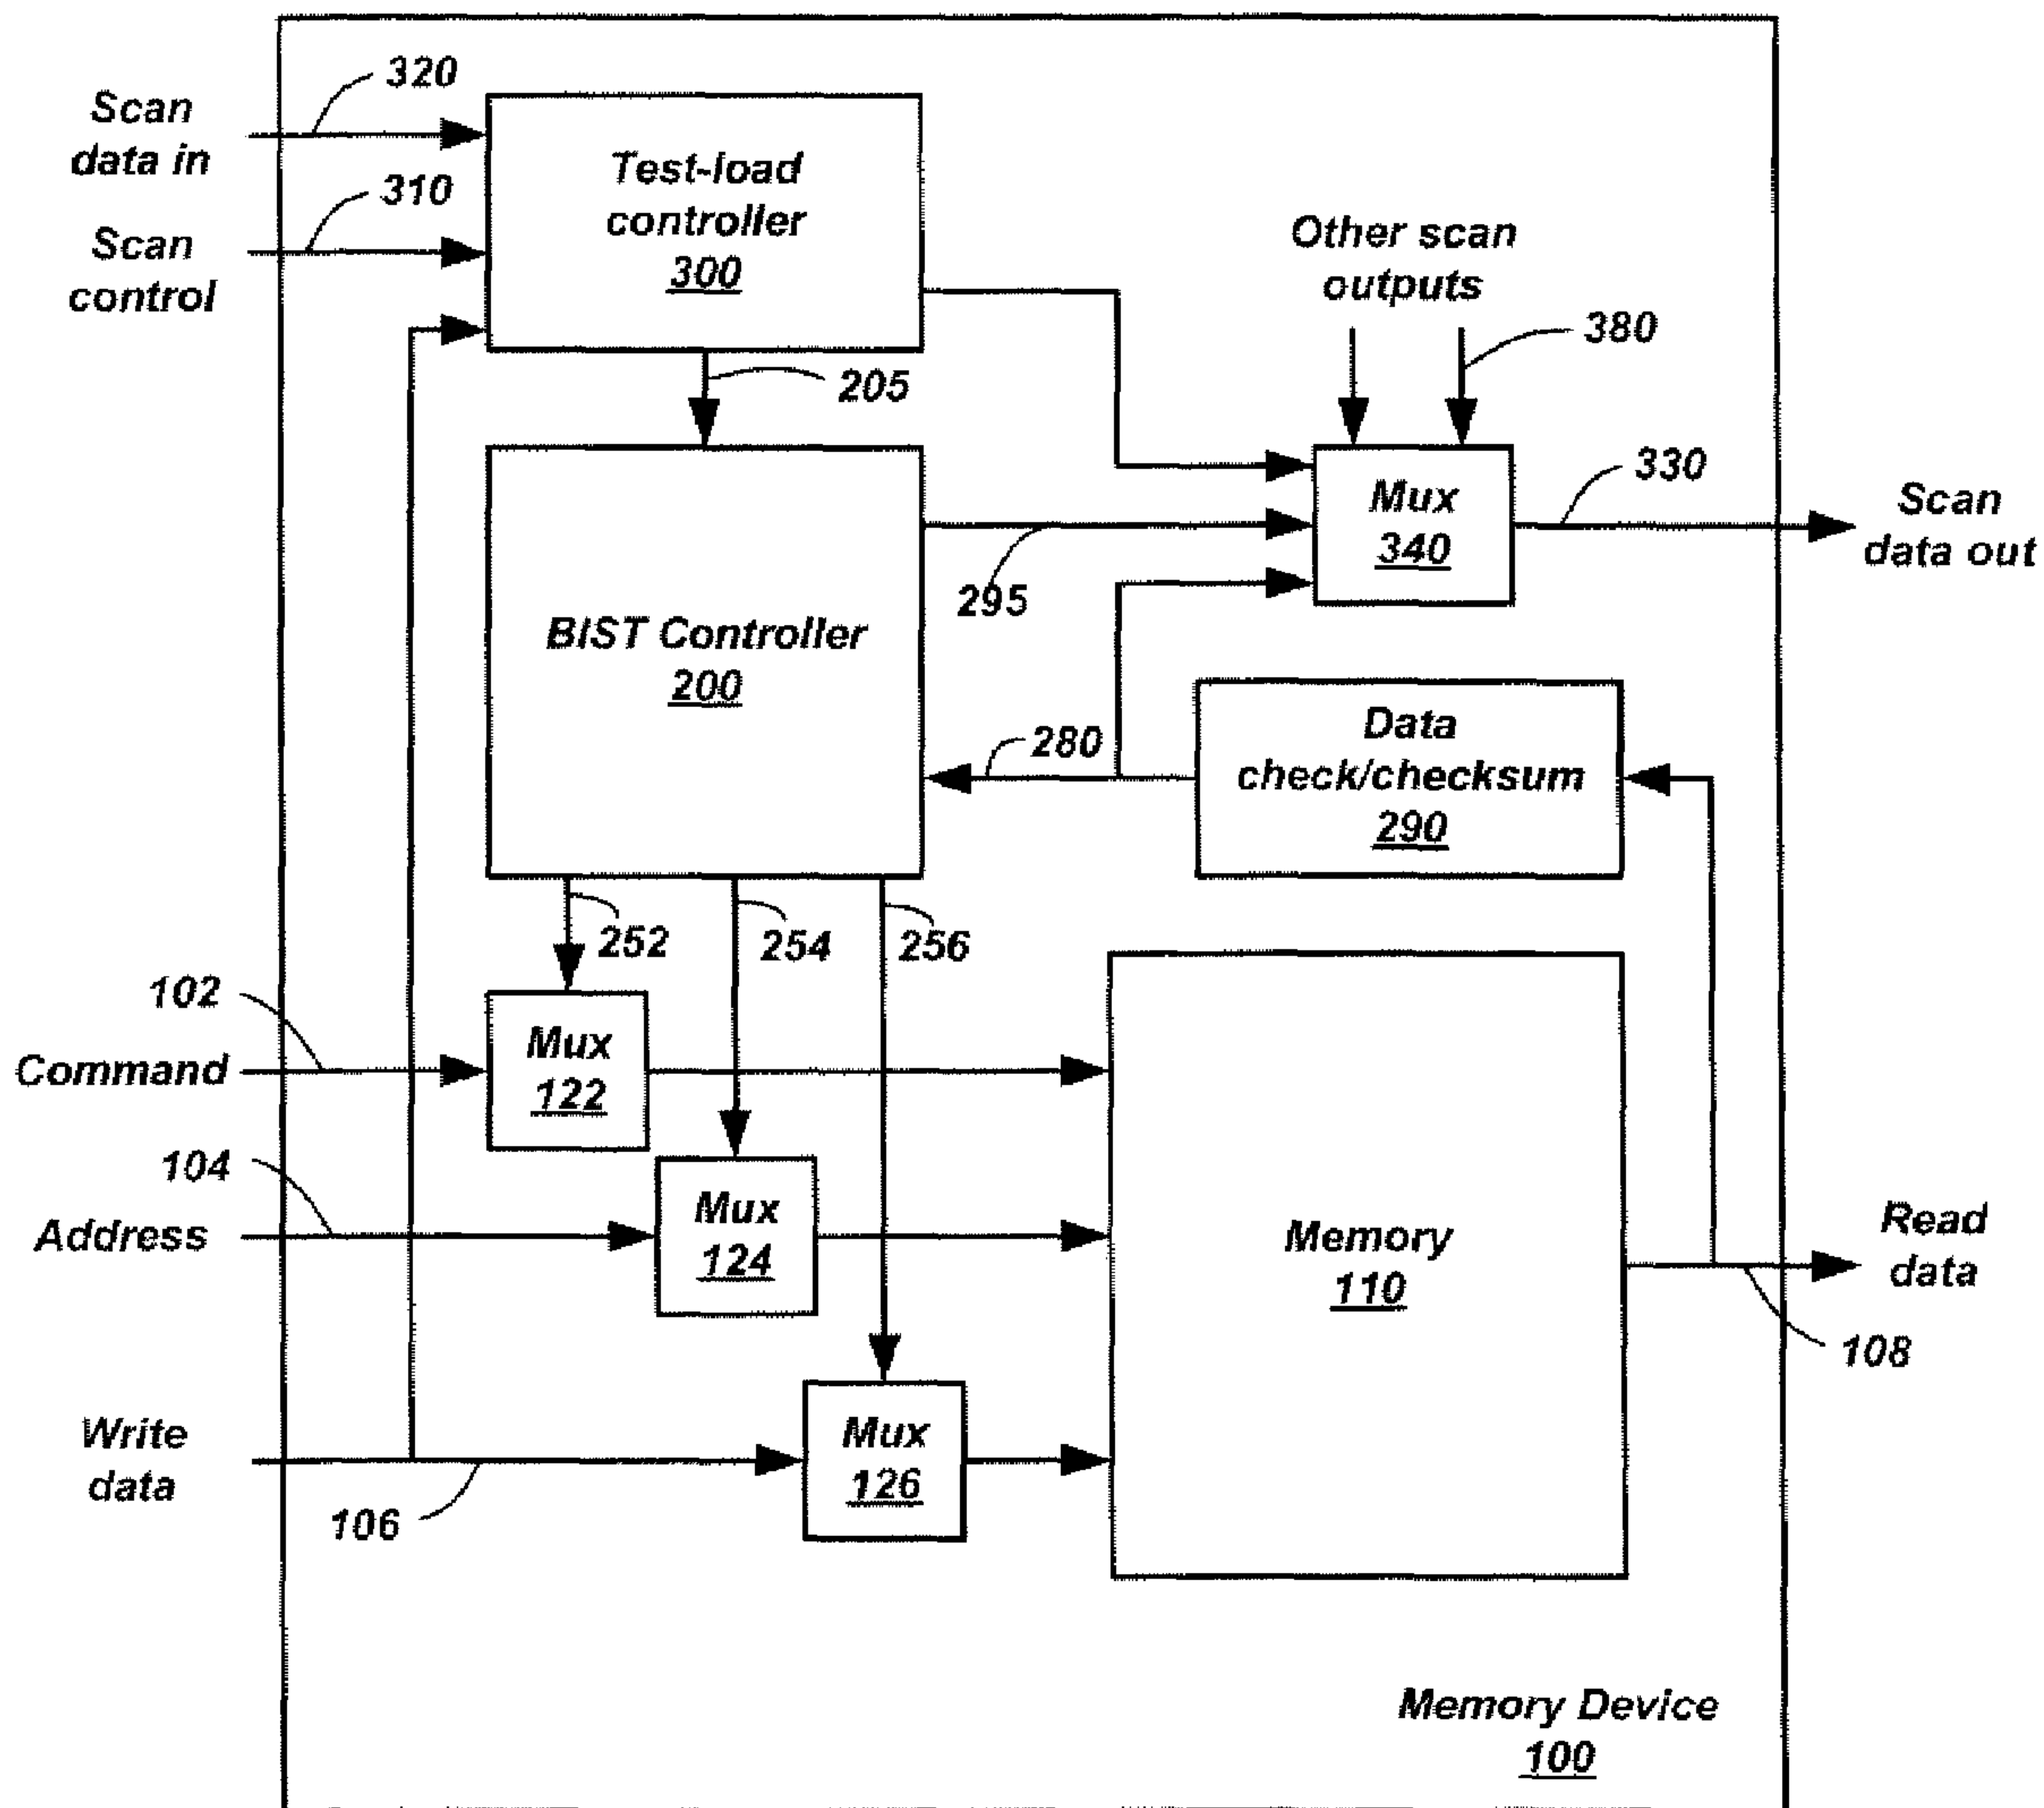 320
Scan
data in
310
Scan
control
Test-load
controller
300
Other scan
outputs
380
205
330
Mux
340
Scan
data out
295
BIST Controller
200
280
Data
check/checksum
290
252
254
256
102
Command
Mux
122
104
Address
Mux
124
Memory
110
Read
data
108
Write
data
106
Mux
126
Memory Device
100